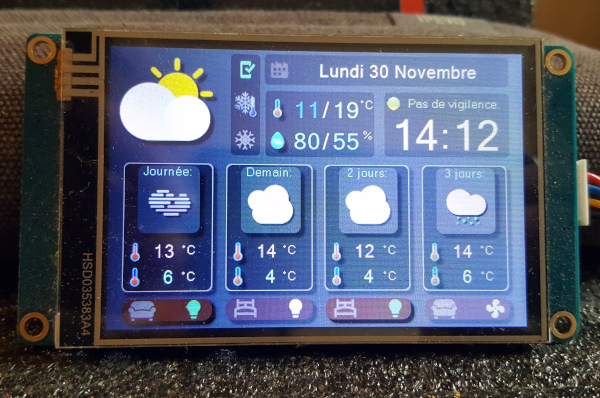 Lundi 30 Novembre
11/19°C
80/55%
Pas de vigilence
14:12
Journée:
13 °C
6 °C
Demain:
14 °C
4 °C
2 jours:
12 °C
4 °C
3 jours:
14 °C
6 °C
HSD035383A4